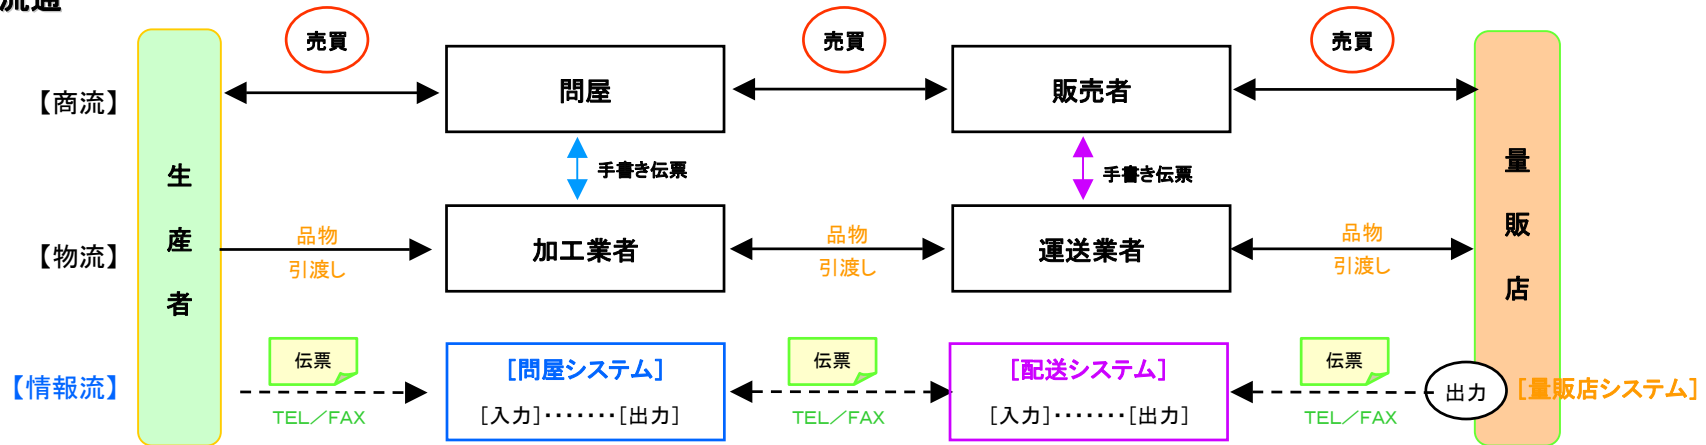 流通
売買
売買
売買
【商流】
問屋
販売者
手書き伝票
手書き伝票
生産者
量販店
【物流】
品物
引渡し
加工業者
品物
引渡し
運送業者
品物
引渡し
【情報流】
伝票
TEL／FAX
[問屋システム]
[入力]・・・・・・・[出力]
伝票
TEL／FAX
[配送システム]
[入力]・・・・・・・[出力]
伝票
TEL／FAX
出力
[量販店システム]